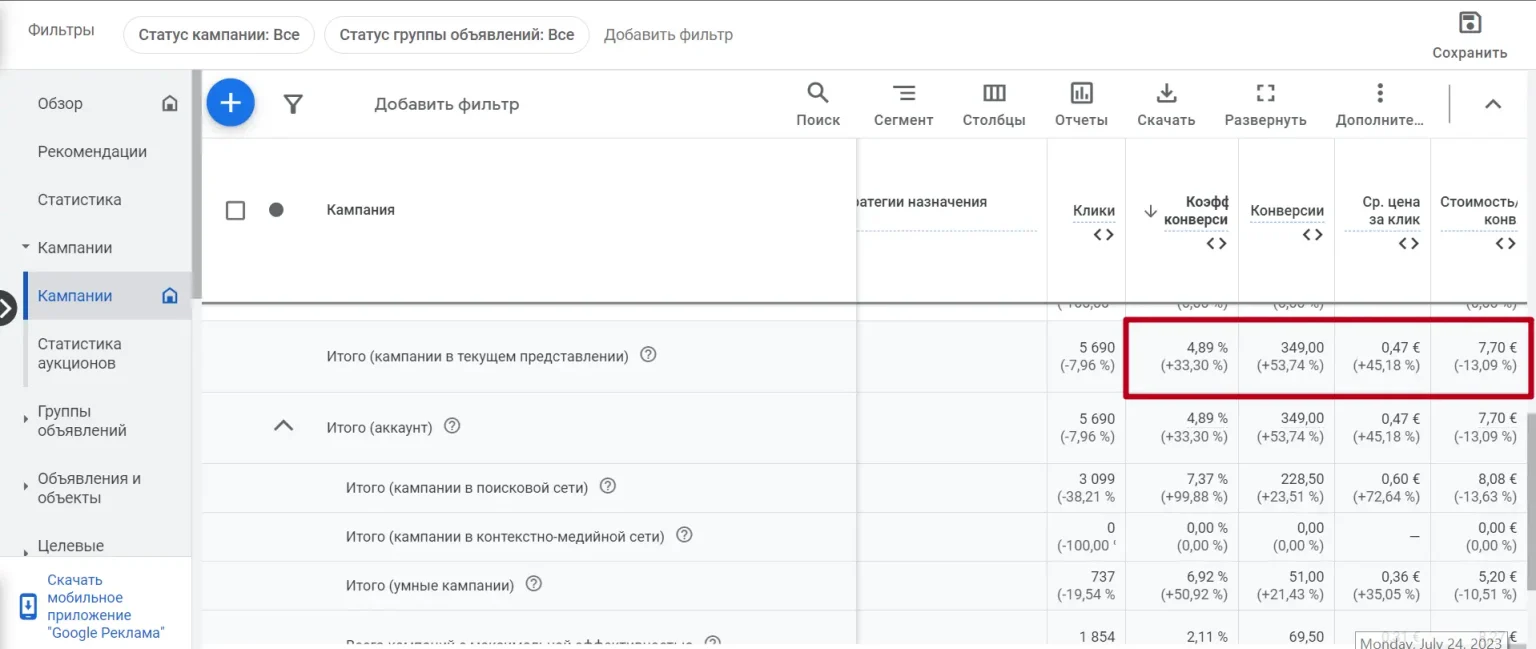 Фильтры
Статус кампании: Все
Статус группы объявлений: Все
Добавить фильтр
Сохранить
Обзор
Рекомендации
Статистика
Кампании
Кампании
Статистика
аукционов
Группы
объявлений
Объявления и
объекты
Целевые
Скачать
мобильное
приложение
"Google Реклама"
Добавить фильтр
Поиск
Сегмент
Столбцы
Отчеты
Скачать
Развернуть
Дополните...
Кампания
назначения
Клики
Коэфф
конверси
Конверсии
Ср. цена
за клик
Стоимость/
конв
Итого (кампании в текущем представлении)
5 690 4,89 % 349,00 0,47 € 7,70 €
(-7,96 %) (+33,30 %) (+53,74 %) (+45,18 %) (-13,09 %)
Итого (аккаунт)
5 690 4,89 % 349,00 0,47 € 7,70 €
(-7,96 %) (+33,30 %) (+53,74 %) (+45,18 %) (-13,09 %)
Итого (кампании в поисковой сети)
3 099 7,37 % 228,50 0,60 € 8,08 €
(-38,21 % (+99,88 %) (+23,51 %) (+72,64 %) (-13,63 %)
Итого (кампании в контекстно-медийной сети)
0 0,00 % 0,00 — 0,00 €
(-100,00 (0,00 %) (0,00 %) (0,00 %)
Итого (умные кампании)
737 6,92 % 51,00 0,36 € 5,20 €
(-19,54 % (+50,92 %) (+21,43 %) (+35,05 %) (-10,51 %)
1 854 2,11 % 69,50
Monday, July 24, 2023